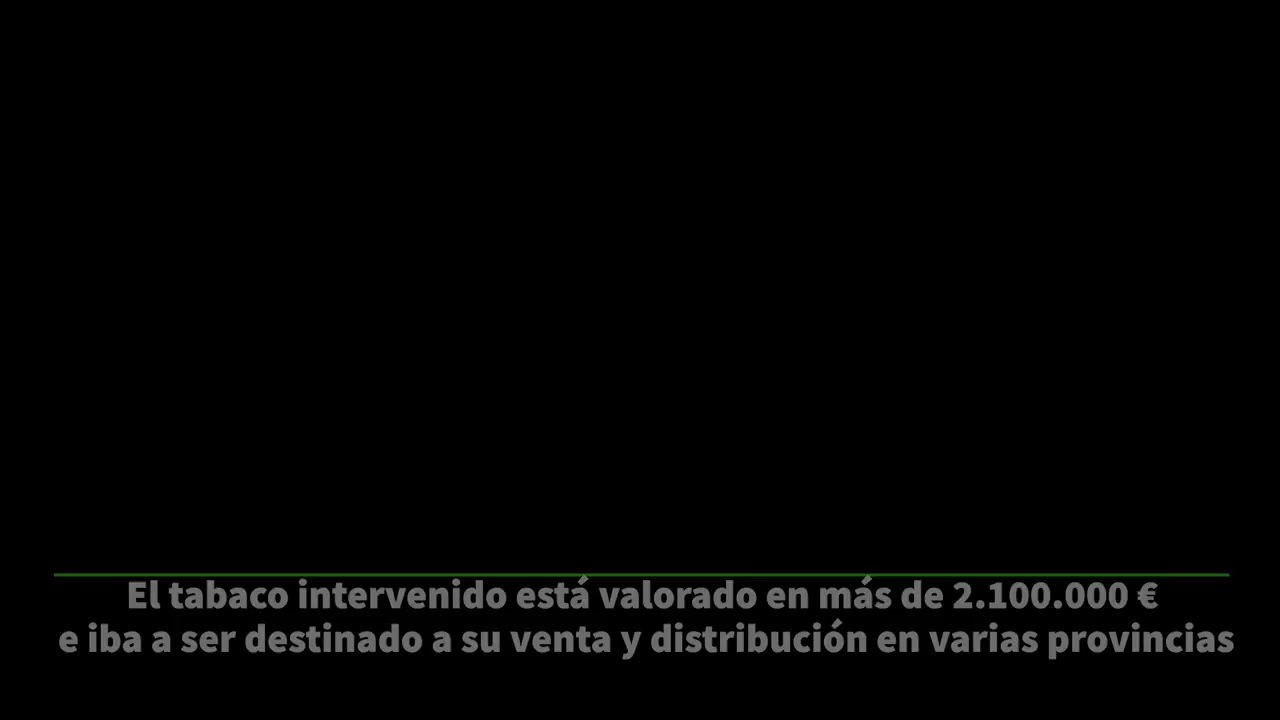 El tabaco intervenido está valorado en más de 2.100.000 €
e iba a ser destinado a su venta y distribución en varias provincias